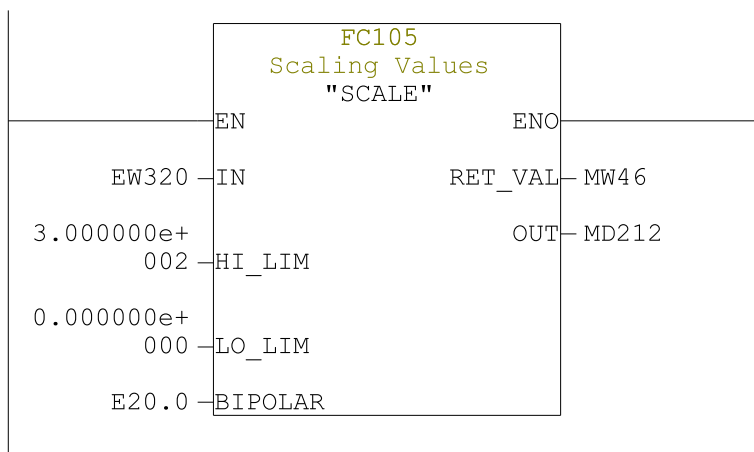 FC105
Scaling Values
"SCALE"
EN ENO
EW320 IN RET_VAL MW46
3.000000e+ OUT MD212
002 HI_LIM
0.000000e+
000 LO_LIM
E20.0 BIPOLAR